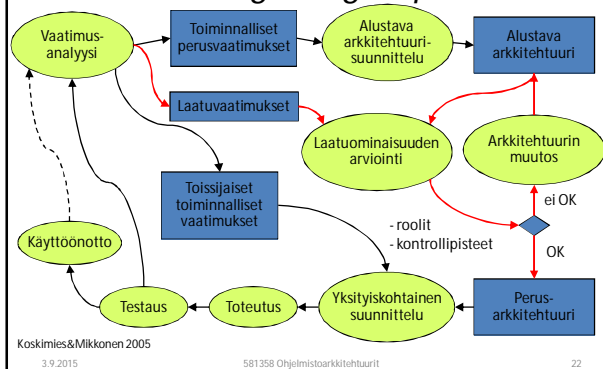 Vaatimus-
analyysi
Toiminnalliset
perusvaatimukset
Alustava
arkkitehtuuri-
suunnittelu
Alustava
arkkitehtuuri
Laatuvaatimukset
Laatuominaisuuden
arviointi
Arkkitehtuurin
muutos
Toissijaiset
toiminnalliset
vaatimukset
- roolit
- kontrollipisteet
ei OK
OK
Käyttöönotto
Testaus
Toteutus
Yksityiskohtainen
suunnittelu
Perus-
arkkitehtuuri
Koskimies&Mikkonen 2005
3.9.2015
581358 Ohjelmistoarkkitehtuurit
22